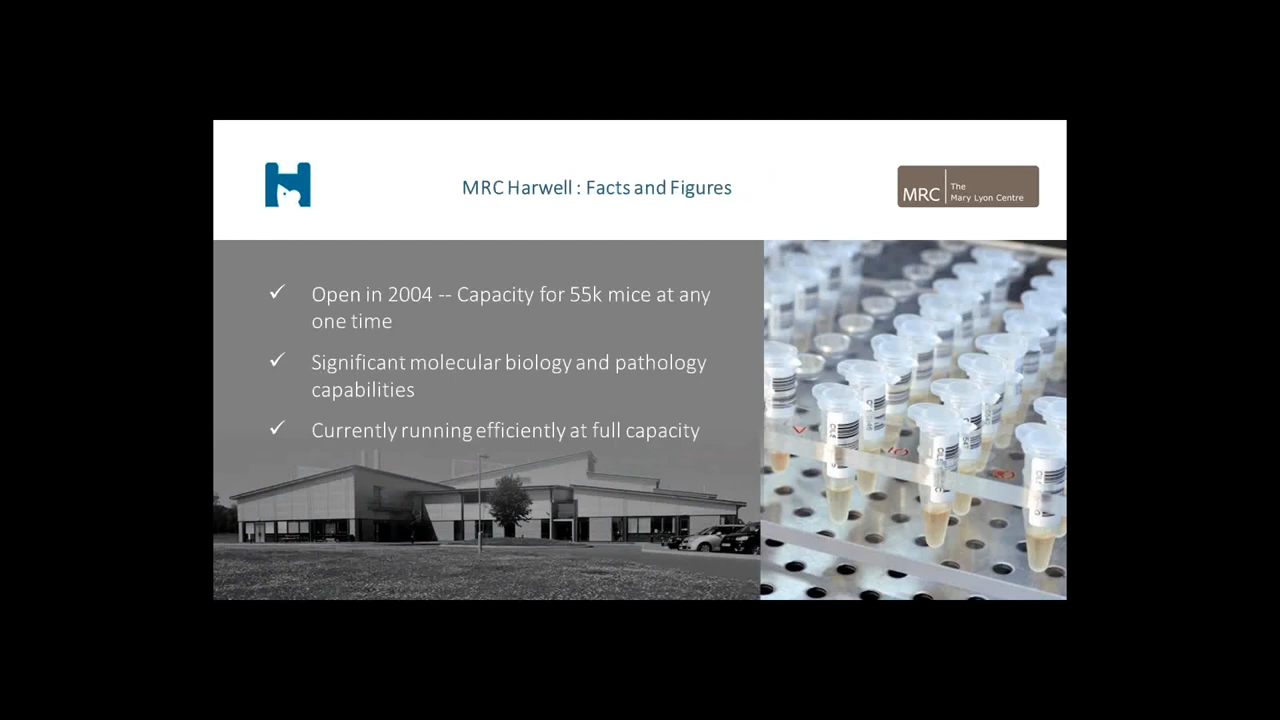 MRC Harwell : Facts and Figures
MRC
The
Mary Lyon Centre
Open in 2004 -- Capacity for 55k mice at any
one time
Significant molecular biology and pathology
capabilities
Currently running efficiently at full capacity